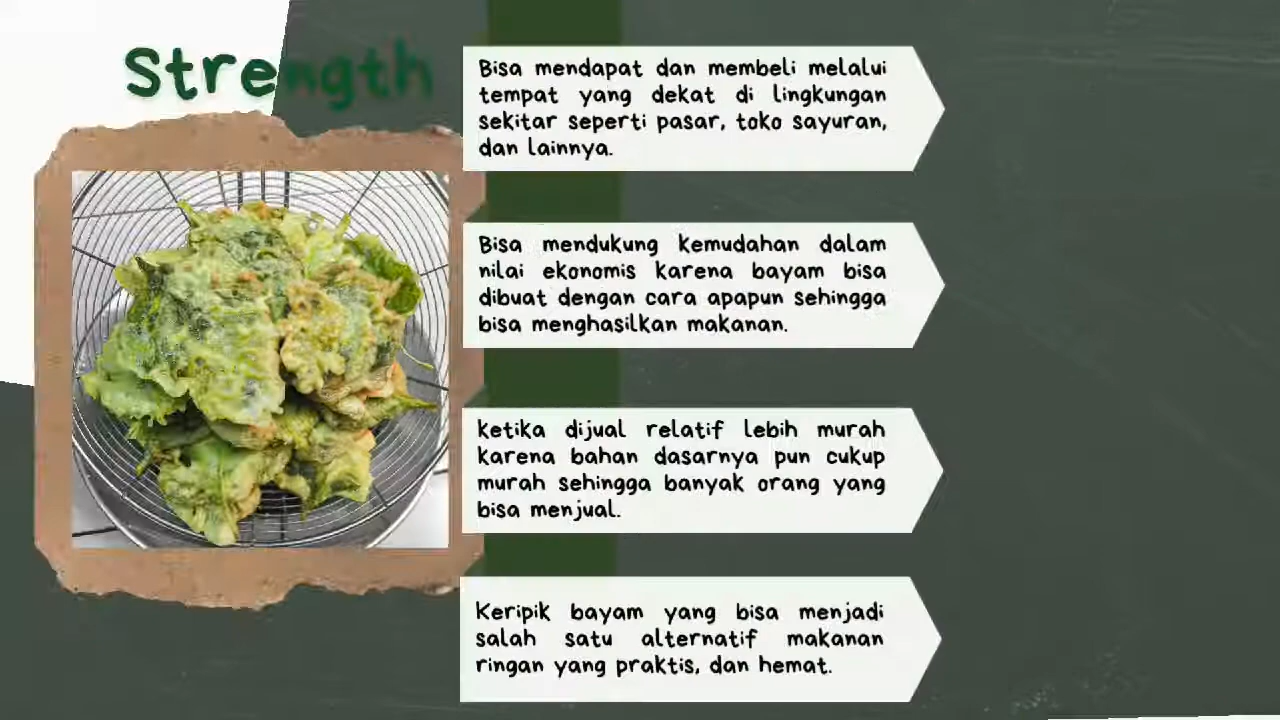 Strength
Bisa mendapat dan membeli melalui
tempat yang dekat di lingkungan
sekitar seperti pasar, toko sayuran,
dan lainnya.
Bisa mendukung kemudahan dalam
nilai ekonomis karena bayam bisa
dibuat dengan cara apapun sehingga
bisa menghasilkan makanan.
Ketika dijual relatif lebih murah
karena bahan dasarnya pun cukup
murah sehingga banyak orang yang
bisa menjual.
Keripik bayam yang bisa menjadi
salah satu alternatif makanan
ringan yang praktis, dan hemat.